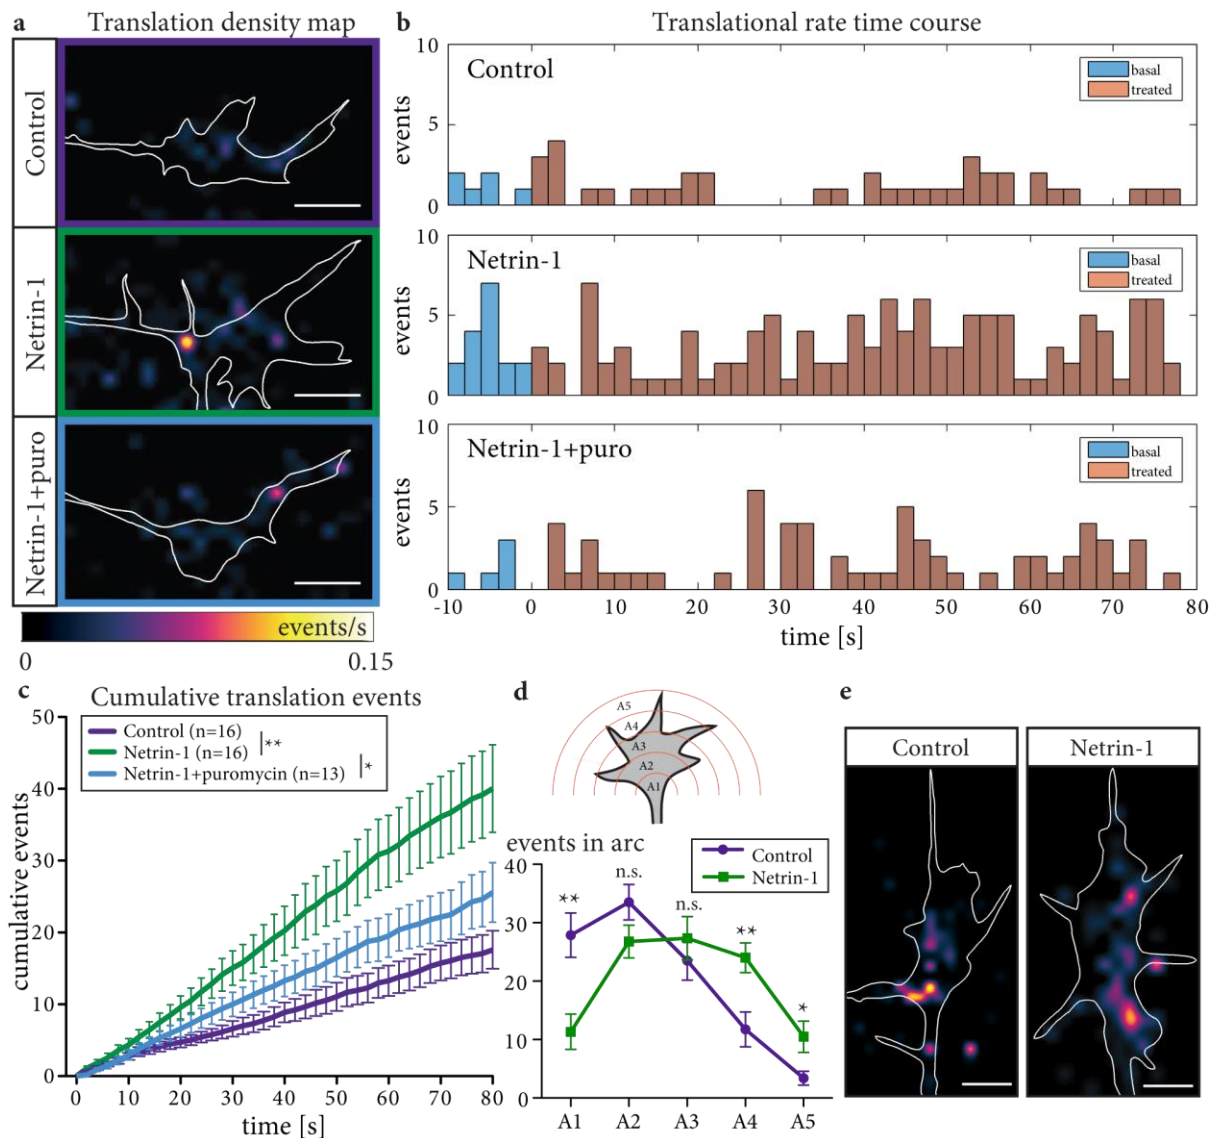 a Translation density map
Control
Netrin-1
Netrin-1+puro
events/s
0 0.15
b Translational rate time course
10
5
0
events
Control
basal
treated
10
5
0
events
Netrin-1
basal
treated
10
5
0
events
Netrin-1+puro
basal
treated
-10 0 10 20 30 40 50 60 70 80
time [s]
c Cumulative translation events
50
40
30
20
10
0
cumulative events
Control (n=16)
Netrin-1 (n=16)
Netrin-1+puromycin (n=13)
**
*
0 10 20 30 40 50 60 70 80
time [s]
d
A5
A4
A3
A2
A1
events in arc
40
30
20
10
0
Control
Netrin-1
**
n.s.
n.s.
**
*
A1 A2 A3 A4 A5
e
Control
Netrin-1